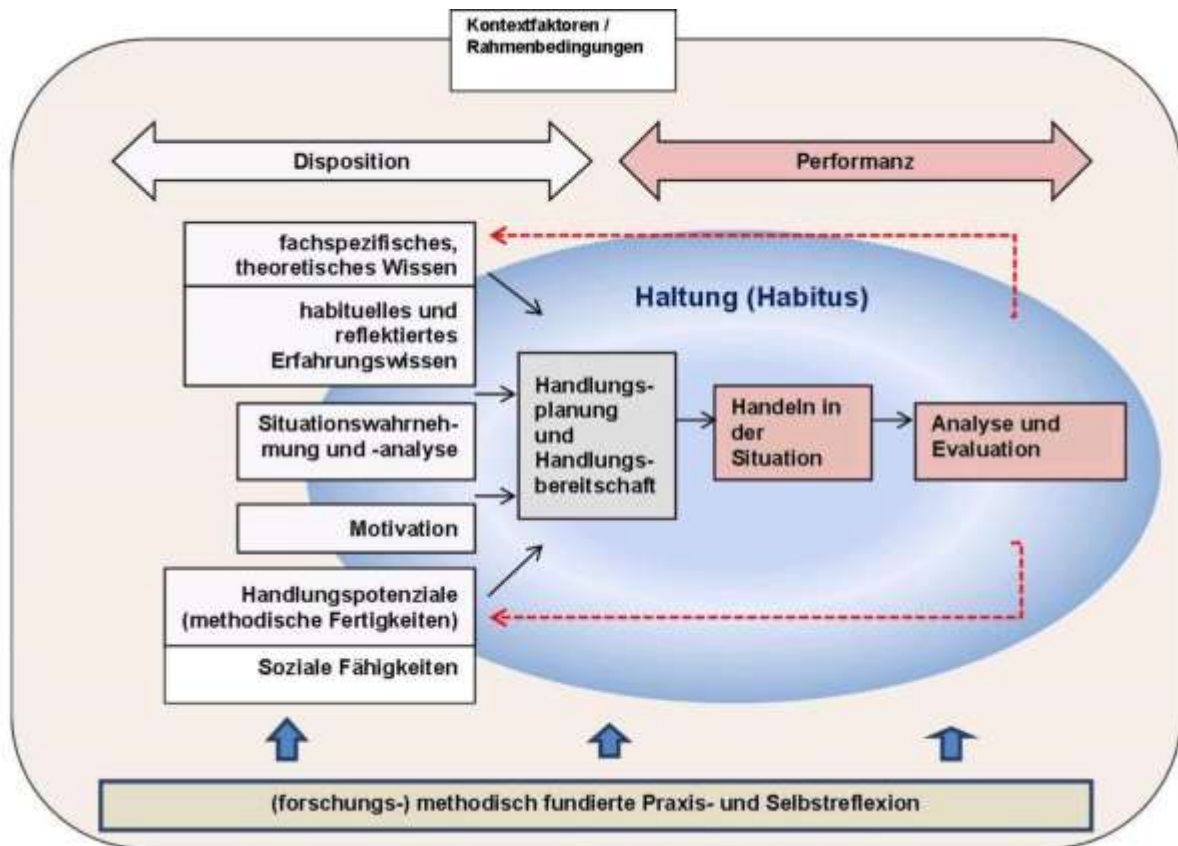 Kontextfaktoren /
Rahmenbedingungen
Disposition
Performanz
fachspezifisches,
theoretisches Wissen
habituelles und
reflektiertes
Erfahrungswissen
Situationswahrneh-
mung und -analyse
Motivation
Handlungspotenziale
(methodische Fertigkeiten)
Soziale Fähigkeiten
Haltung (Habitus)
Handlungs-
planung
und
Handlungs-
bereitschaft
Handeln in
der
Situation
Analyse und
Evaluation
(forschungs-) methodisch fundierte Praxis- und Selbstreflexion